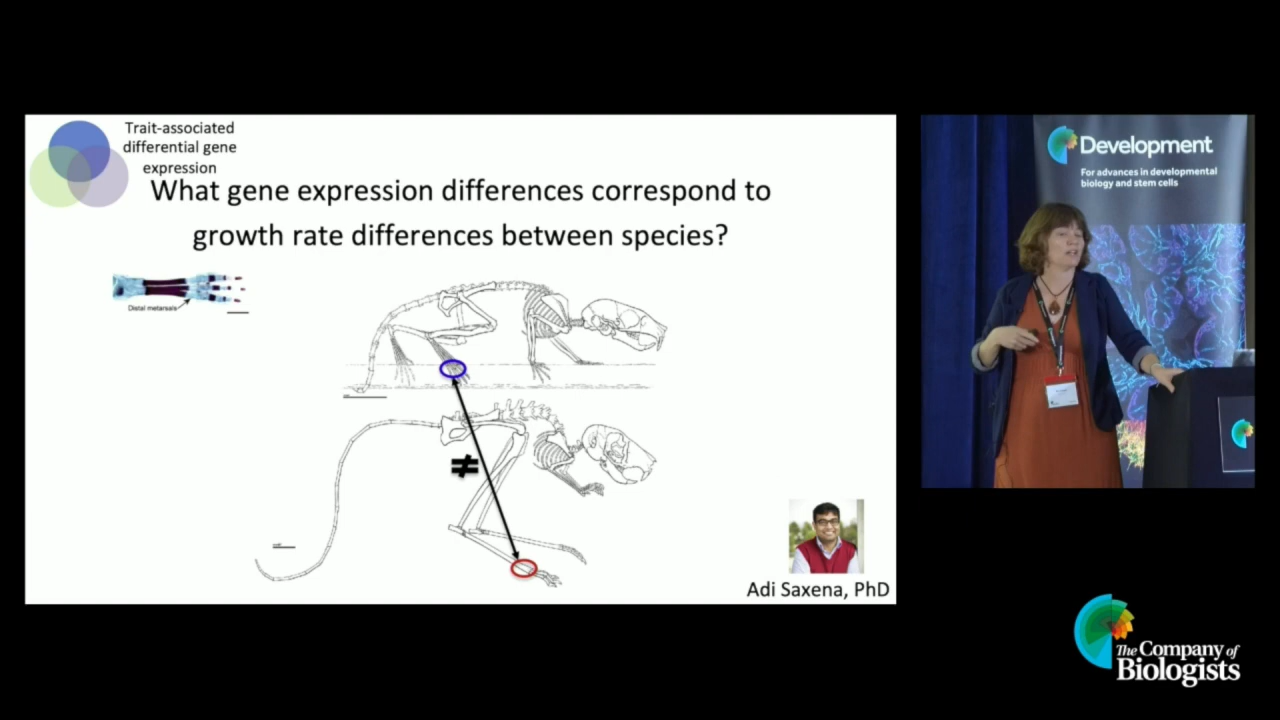 Trait-associated
differential gene
expression
What gene expression differences correspond to
growth rate differences between species?
Distal metatarsals
≠
Adi Saxena, PhD
Development
For advances in developmental
biology and stem cells
The Company of
Biologists